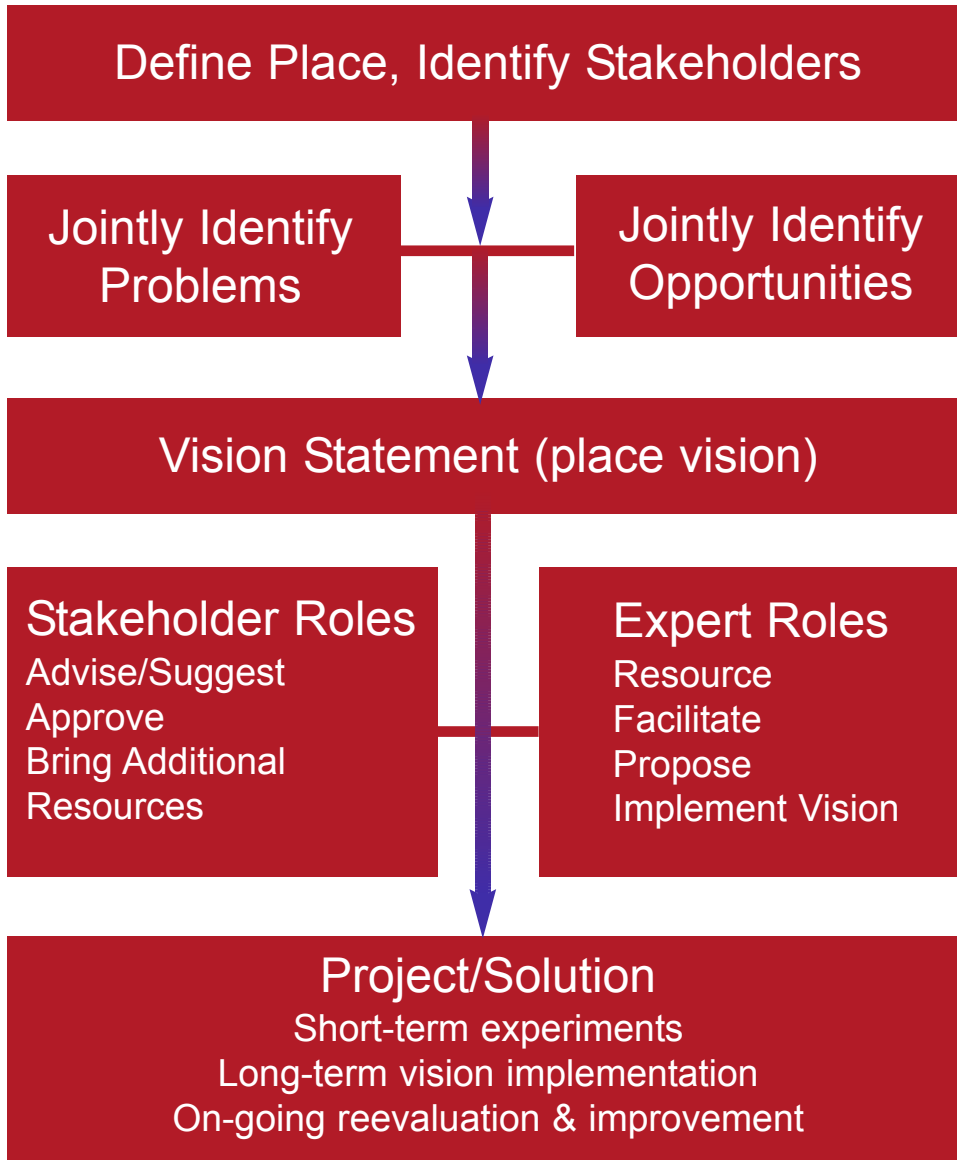 Define Place, Identify Stakeholders
Jointly Identify
Problems
Jointly Identify
Opportunities
Vision Statement (place vision)
Stakeholder Roles
Advise/Suggest
Approve
Bring Additional
Resources
Expert Roles
Resource
Facilitate
Propose
Implement Vision
Project/Solution
Short-term experiments
Long-term vision implementation
On-going reevaluation & improvement